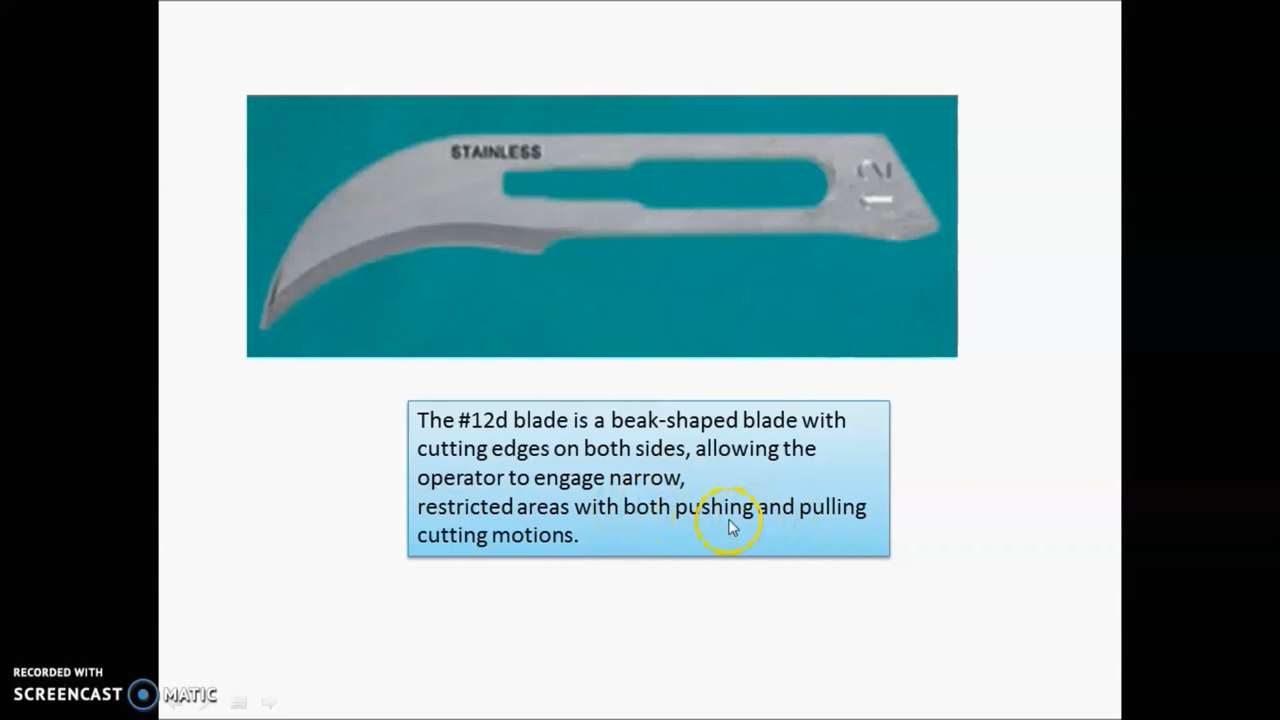 STAINLESS
The #12d blade is a beak-shaped blade with
cutting edges on both sides, allowing the
operator to engage narrow,
restricted areas with both pushing and pulling
cutting motions.
RECORDED WITH
SCREENCAST MATIC